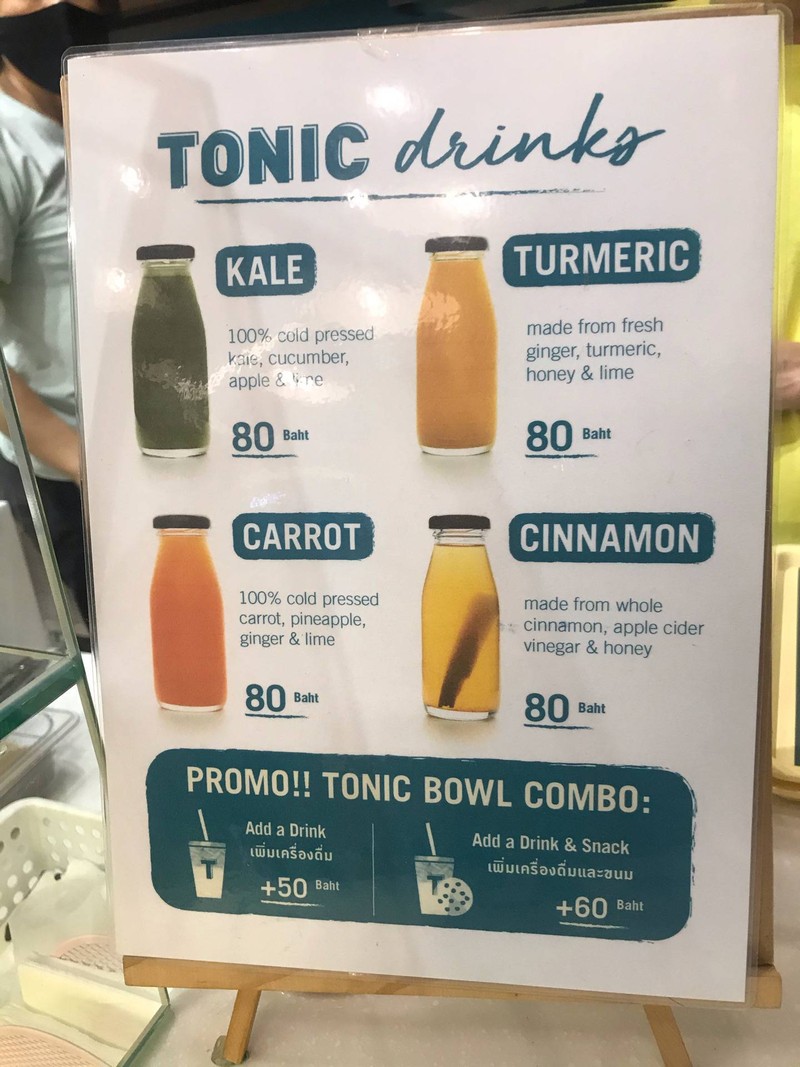 TONIC drinks
KALE
100% cold pressed
kale, cucumber,
apple & lime
80 Baht
TURMERIC
made from fresh
ginger, turmeric,
honey & lime
80 Baht
CARROT
100% cold pressed
carrot, pineapple,
ginger & lime
80 Baht
CINNAMON
made from whole
cinnamon, apple cider
vinegar & honey
80 Baht
PROMO!! TONIC BOWL COMBO:
Add a Drink
เพิ่มเครื่องดื่ม
+50 Baht
T
Add a Drink & Snack
เพิ่มเครื่องดื่มและขนม
+60 Baht
T